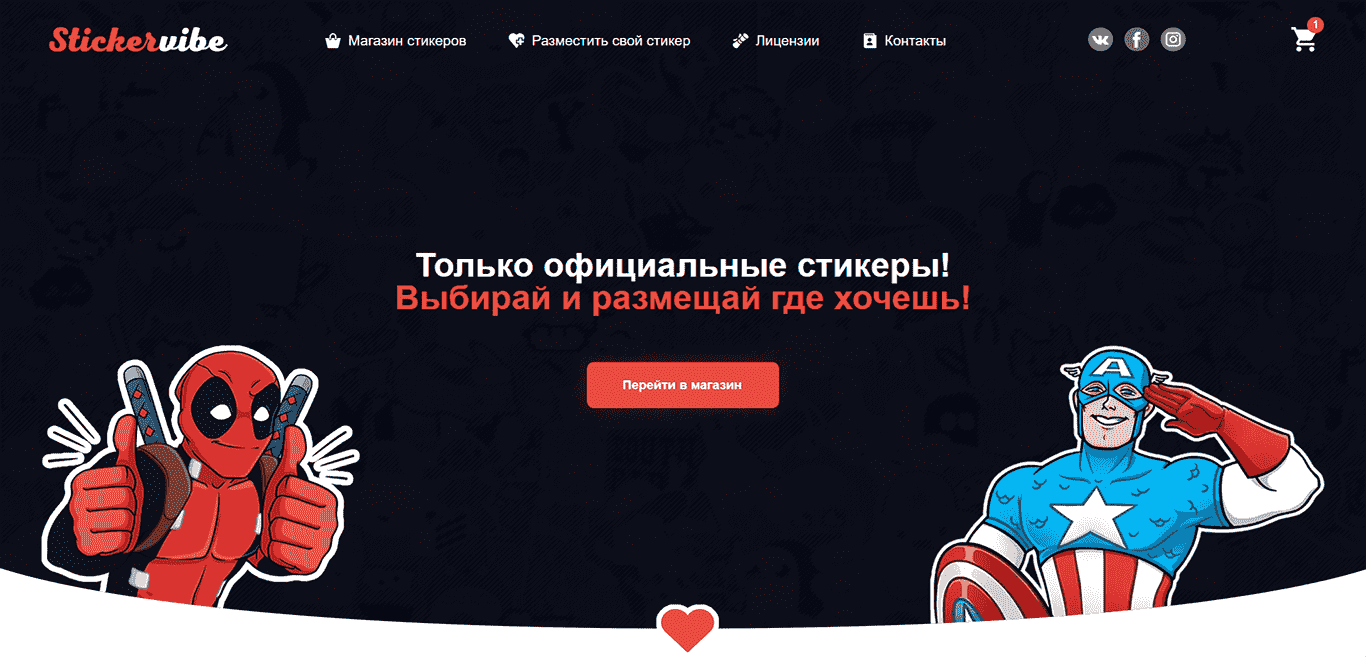 Stickervibe
Магазин стикеров
Разместить свой стикер
Лицензии
Контакты
1
Только официальные стикеры!
Выбирай и размещай где хочешь!
Перейти в магазин
A
A